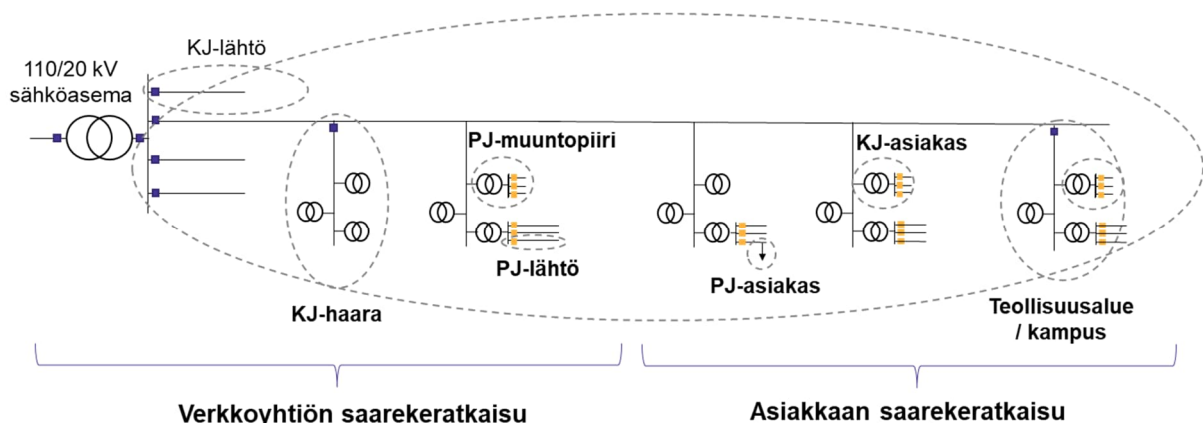 KJ-lähtö
110/20 kV
sähköasema
PJ-muuntopiiri
KJ-asiakas
PJ-lähtö
PJ-asiakas
KJ-haara
Teollisuusalue
/ kampus
Verkkoyhtiön saarekeratkaisu
Asiakkaan saarekeratkaisu